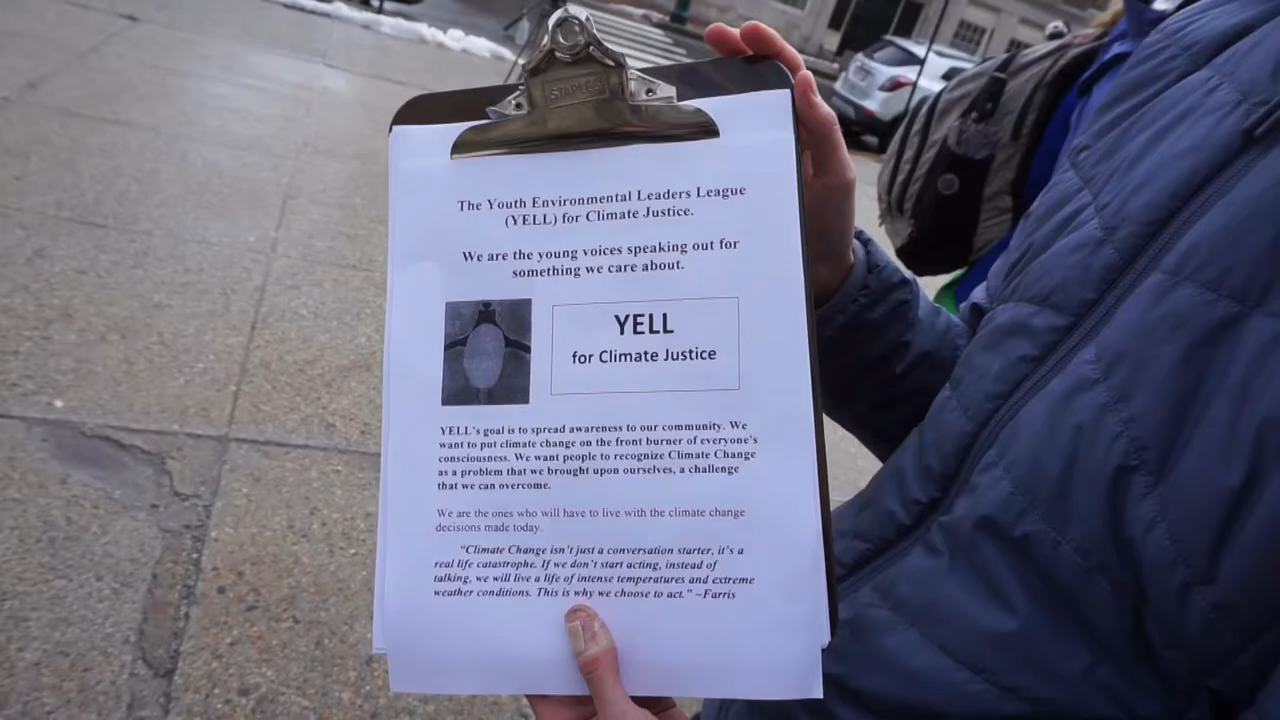 STAPLES
The Youth Environmental Leaders League
(YELL) for Climate Justice.
We are the young voices speaking out for
something we care about.
YELL
for Climate Justice
YELL's goal is to spread awareness to our community. We
want to put climate change on the front burner of everyone's
consciousness. We want people to recognize Climate Change
as a problem that we brought upon ourselves, a challenge
that we can overcome.
We are the ones who will have to live with the climate change
decisions made today.
"Climate Change isn't just a conversation starter, it's a
real life catastrophe. If we don't start acting, instead of
talking, we will live a life of intense temperatures and extreme
weather conditions. This is why we choose to act." ~Farris